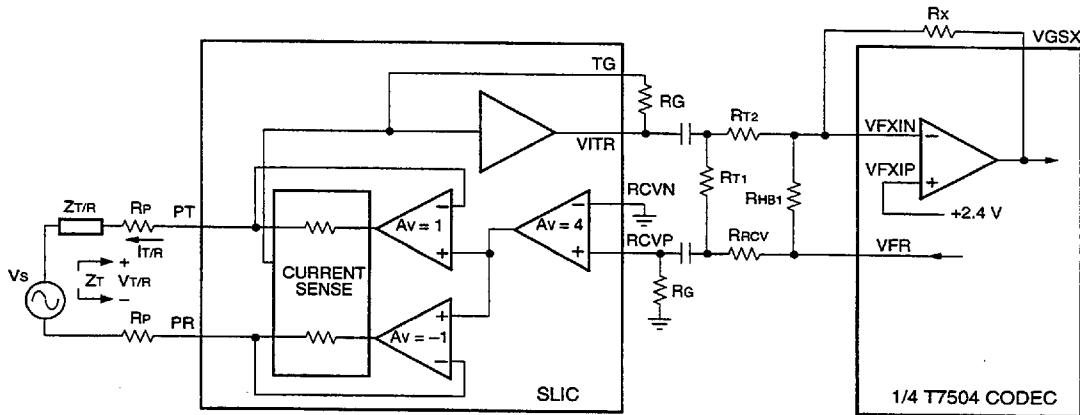 RX
VGSX
TG
RG
RT2
VFXIN
−
VITR
VFXIP
+
+2.4 V
RT1
RHB1
RCVN
RCVP
RRCV
VFR
RG
ZT/R
RP
PT
IT/R
VS
ZT
+
VT/R
−
RP
PR
CURRENT
SENSE
−
AV = 1
+
−
AV = 4
+
+
AV = −1
−
SLIC
1/4 T7504 CODEC